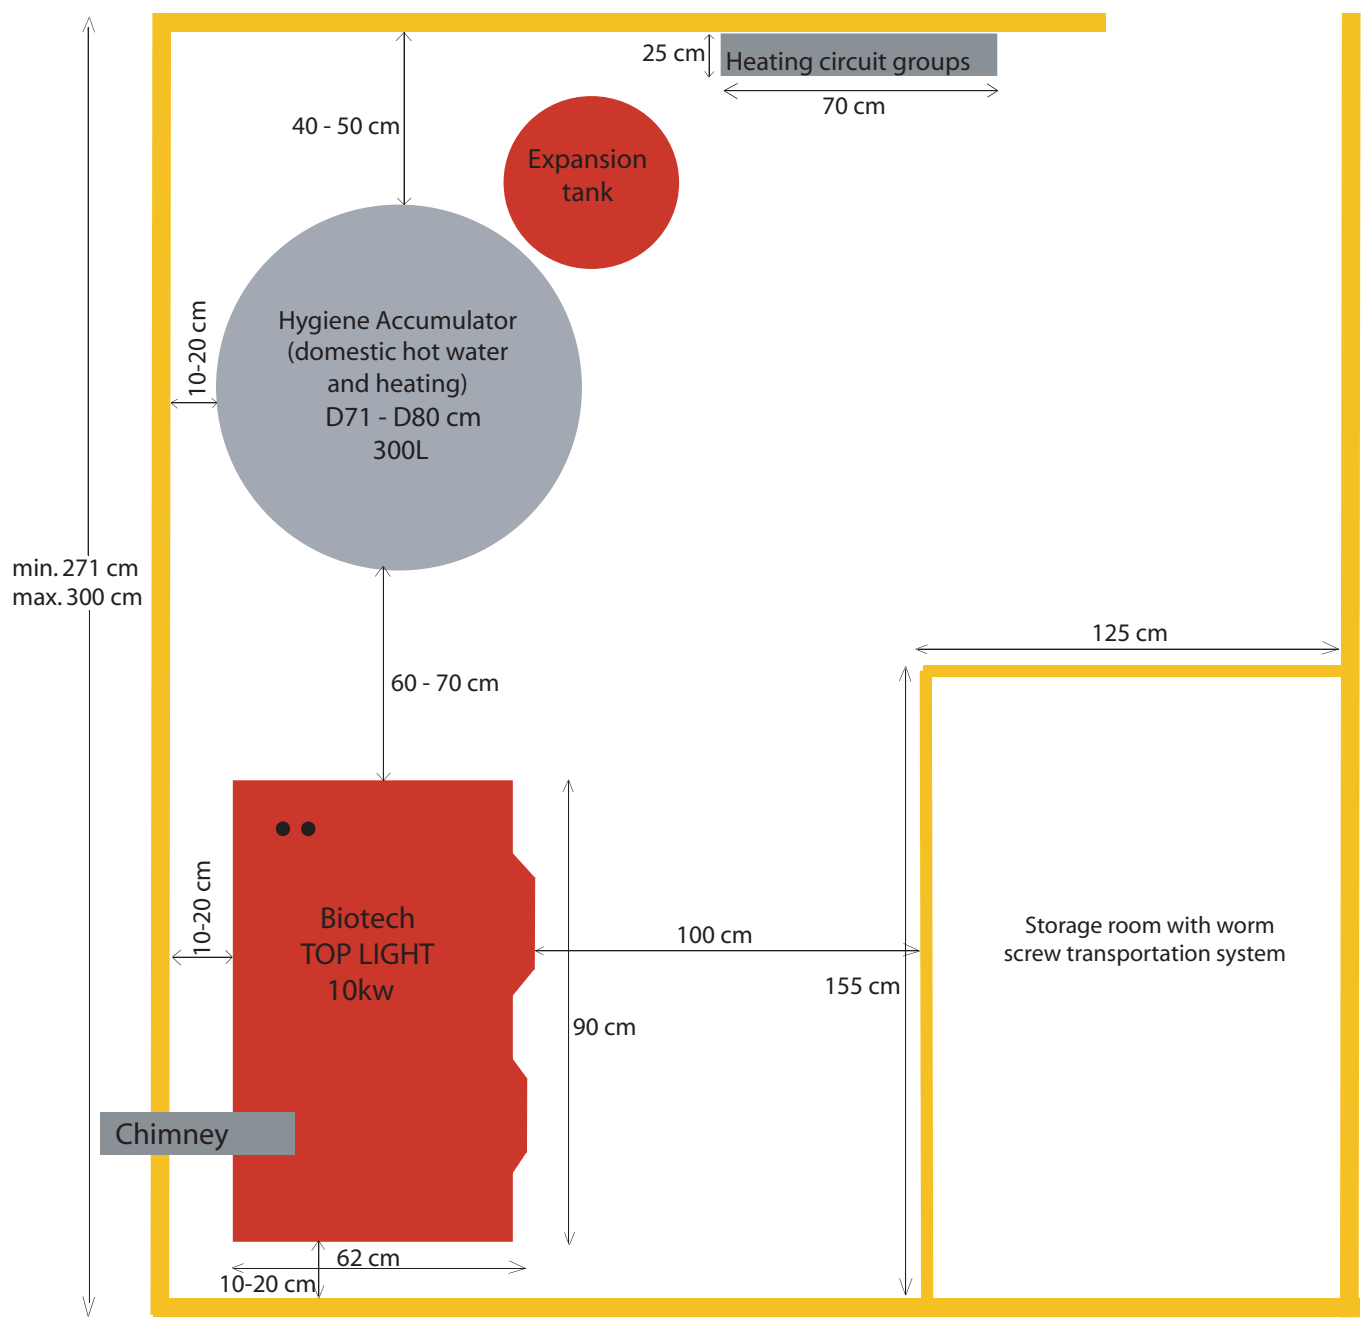 25 cm
Heating circuit groups
70 cm
40 - 50 cm
Expansion
tank
Hygiene Accumulator
(domestic hot water
and heating)
D71 - D80 cm
300L
10-20 cm
min. 271 cm
max. 300 cm
125 cm
60 - 70 cm
10-20 cm
Biotech
TOP LIGHT
10kw
100 cm
155 cm
Storage room with worm
screw transportation system
90 cm
Chimney
62 cm
10-20 cm